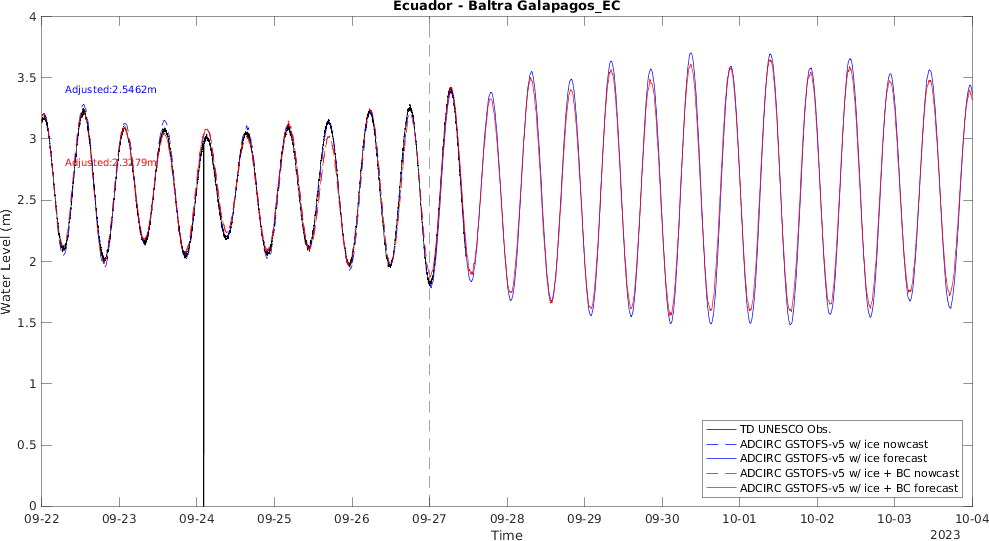 Ecuador - Baltra Galapagos_EC
Water Level (m)
4
3.5
3
2.5
2
1.5
1
0.5
0
Adjusted:2.5462m
Adjusted:2.3279m
TD UNESCO Obs.
ADCIRC GSTOFS-v5 w/ ice nowcast
ADCIRC GSTOFS-v5 w/ ice forecast
ADCIRC GSTOFS-v5 w/ ice + BC nowcast
ADCIRC GSTOFS-v5 w/ ice + BC forecast
09-22 09-23 09-24 09-25 09-26 09-27 09-28 09-29 09-30 10-01 10-02 10-03 10-04
Time
2023